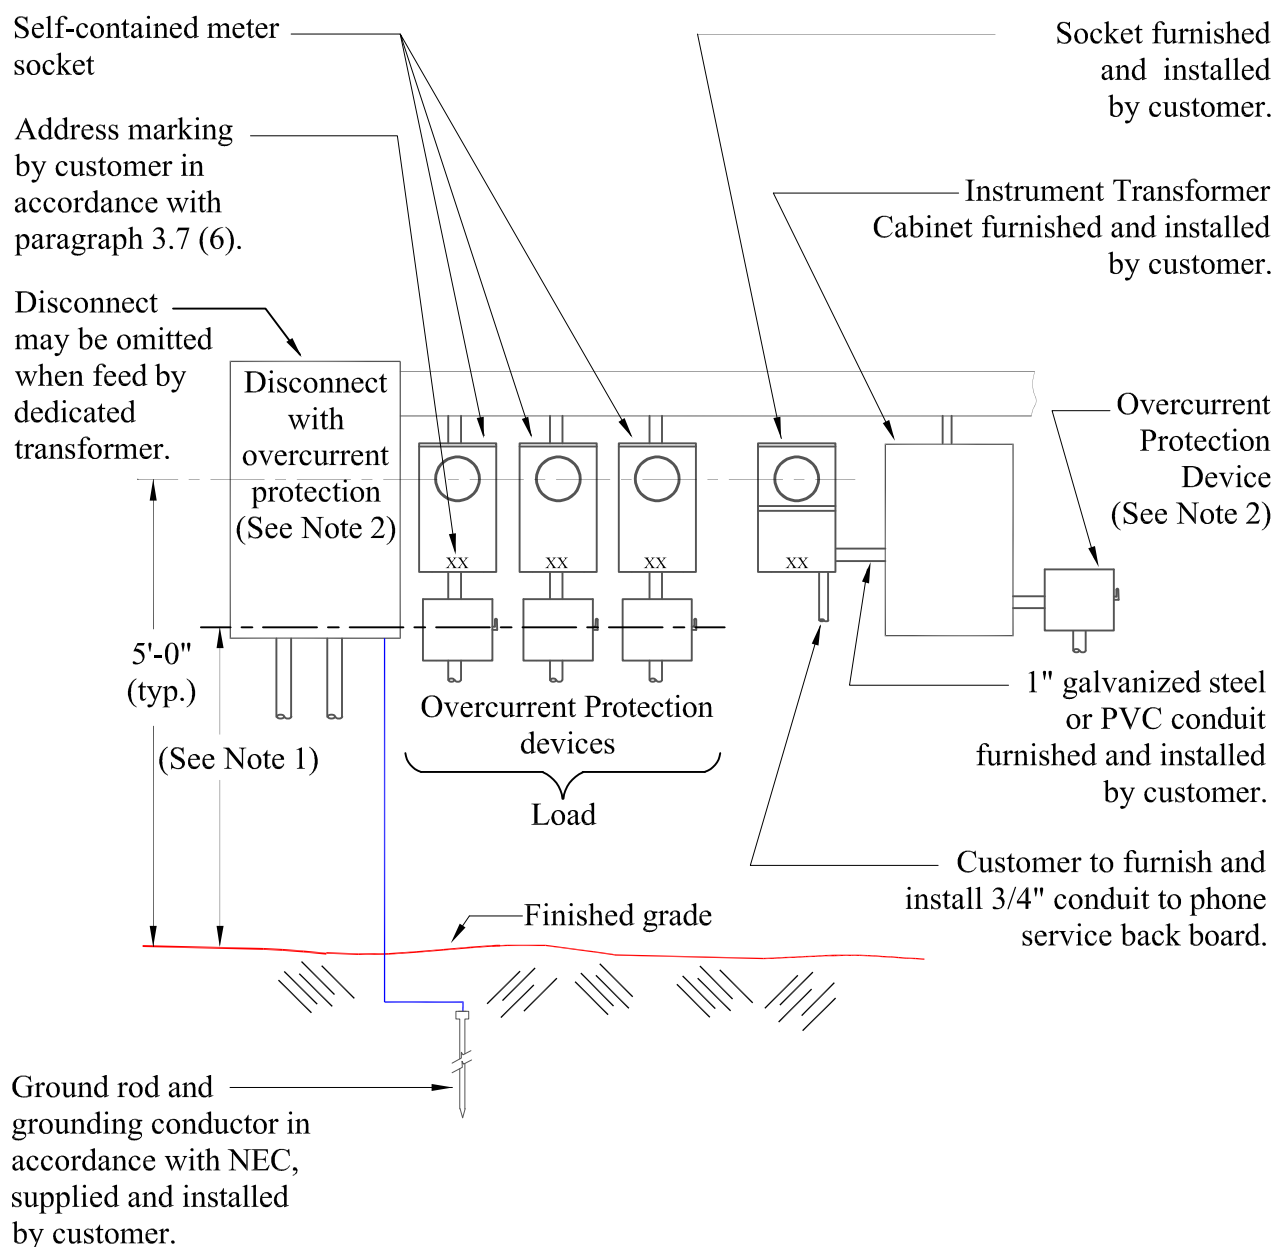 Self-contained meter
socket
Address marking
by customer in
accordance with
paragraph 3.7 (6).
Disconnect
may be omitted
when feed by
dedicated
transformer.
Socket furnished
and installed
by customer.
Instrument Transformer
Cabinet furnished and installed
by customer.
Disconnect
with
overcurrent
protection
(See Note 2)
Overcurrent
Protection
Device
(See Note 2)
XX
XX
XX
XX
5'-0"
(typ.)
(See Note 1)
Overcurrent Protection
devices
Load
1" galvanized steel
or PVC conduit
furnished and installed
by customer.
Customer to furnish and
install 3/4" conduit to phone
service back board.
Finished grade
Ground rod and
grounding conductor in
accordance with NEC,
supplied and installed
by customer.